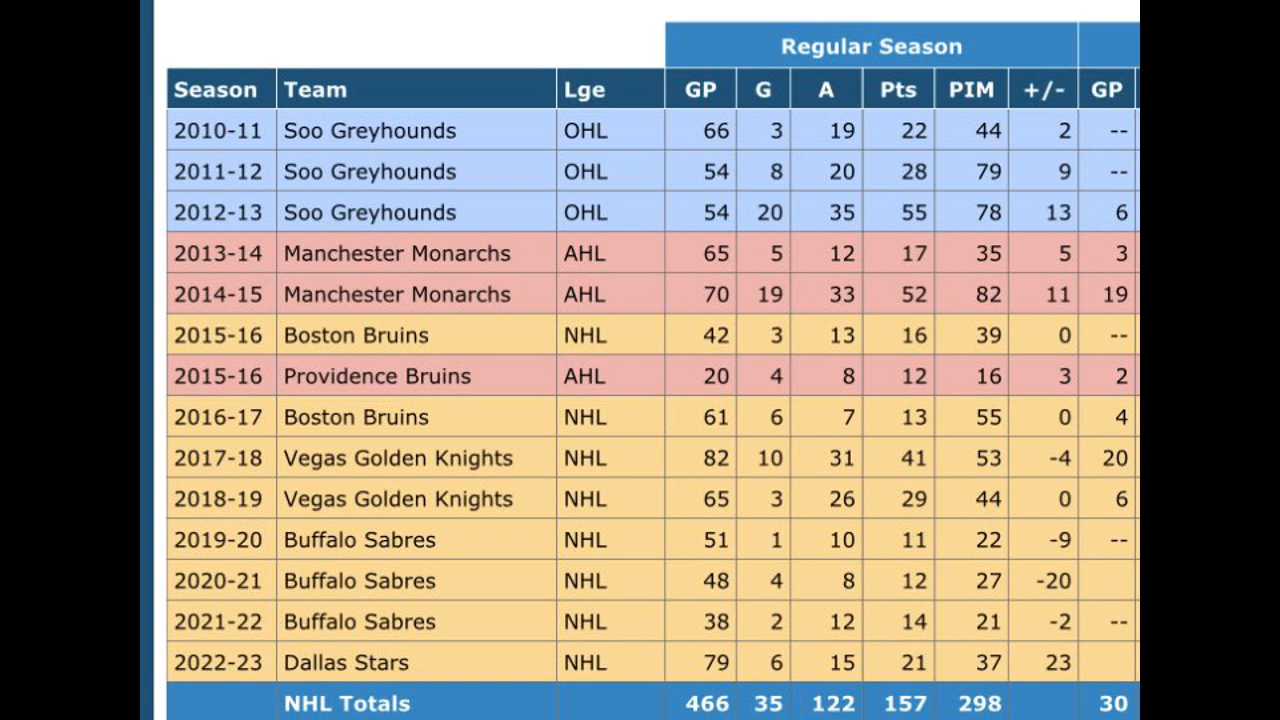 Regular Season
Season Team Lge GP G A Pts PIM +/- GP
2010-11 Soo Greyhounds OHL 66 3 19 22 44 2 --
2011-12 Soo Greyhounds OHL 54 8 20 28 79 9 --
2012-13 Soo Greyhounds OHL 54 20 35 55 78 13 6
2013-14 Manchester Monarchs AHL 65 5 12 17 35 5 3
2014-15 Manchester Monarchs AHL 70 19 33 52 82 11 19
2015-16 Boston Bruins NHL 42 3 13 16 39 0 --
2015-16 Providence Bruins AHL 20 4 8 12 16 3 2
2016-17 Boston Bruins NHL 61 6 7 13 55 0 4
2017-18 Vegas Golden Knights NHL 82 10 31 41 53 -4 20
2018-19 Vegas Golden Knights NHL 65 3 26 29 44 0 6
2019-20 Buffalo Sabres NHL 51 1 10 11 22 -9 --
2020-21 Buffalo Sabres NHL 48 4 8 12 27 -20
2021-22 Buffalo Sabres NHL 38 2 12 14 21 -2 --
2022-23 Dallas Stars NHL 79 6 15 21 37 23
NHL Totals 466 35 122 157 298 30